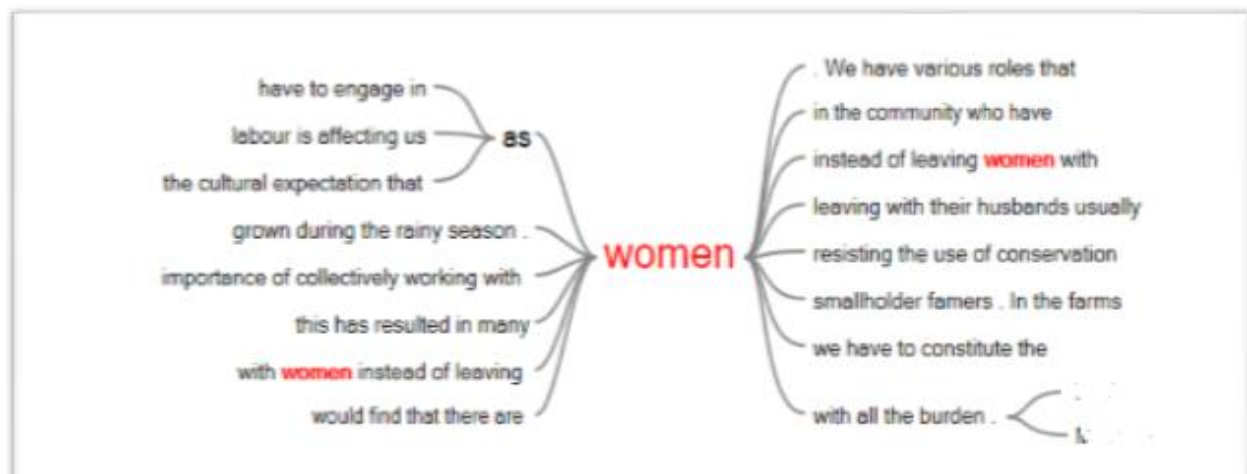 have to engage in
labour is affecting us
the cultural expectation that
as
grown during the rainy season .
importance of collectively working with
this has resulted in many
with women instead of leaving
would find that there are
women
. We have various roles that
in the community who have
instead of leaving women with
leaving with their husbands usually
resisting the use of conservation
smallholder famers . In the farms
we have to constitute the
with all the burden .